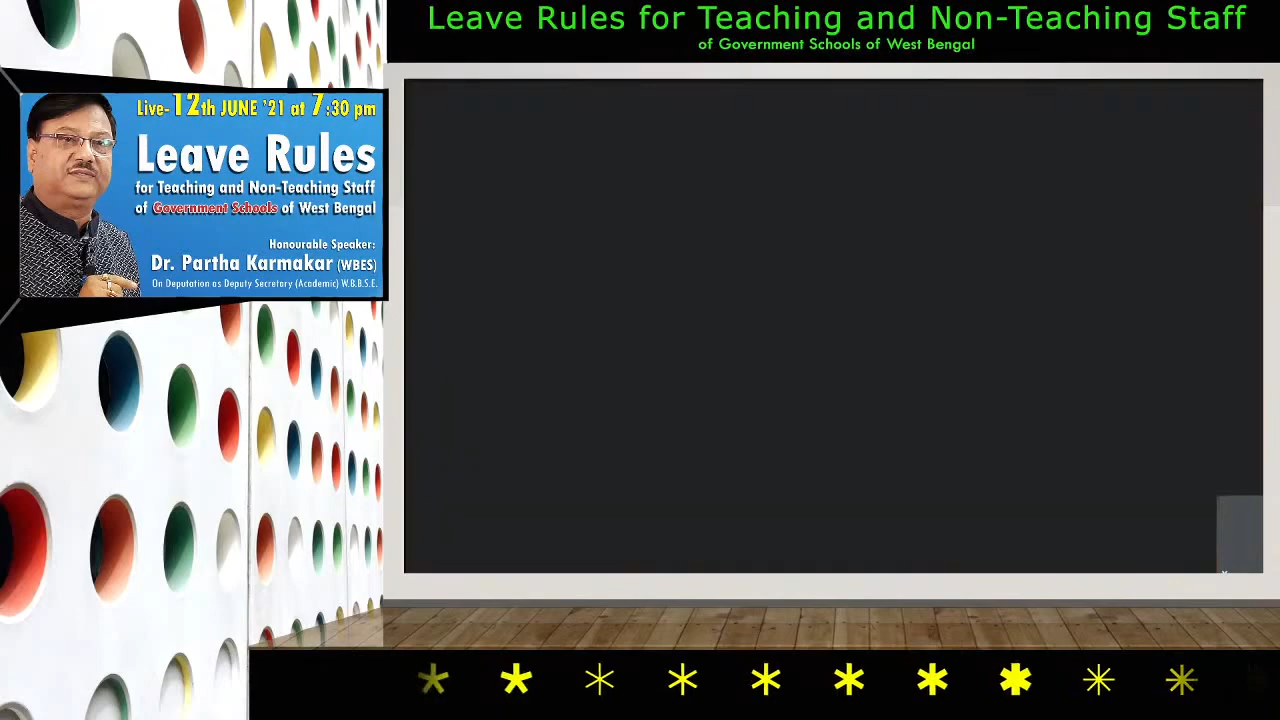 Leave Rules for Teaching and Non-Teaching Staff
of Government Schools of West Bengal
Live- 12th JUNE '21 at 7:30 pm
Leave Rules
for Teaching and Non-Teaching Staff
of Government Schools of West Bengal
Honourable Speaker:
Dr. Partha Karmakar (WBES)
On Deputation as Deputy Secretary (Academic) W.B.B.S.E.
* * * * * * * * * *